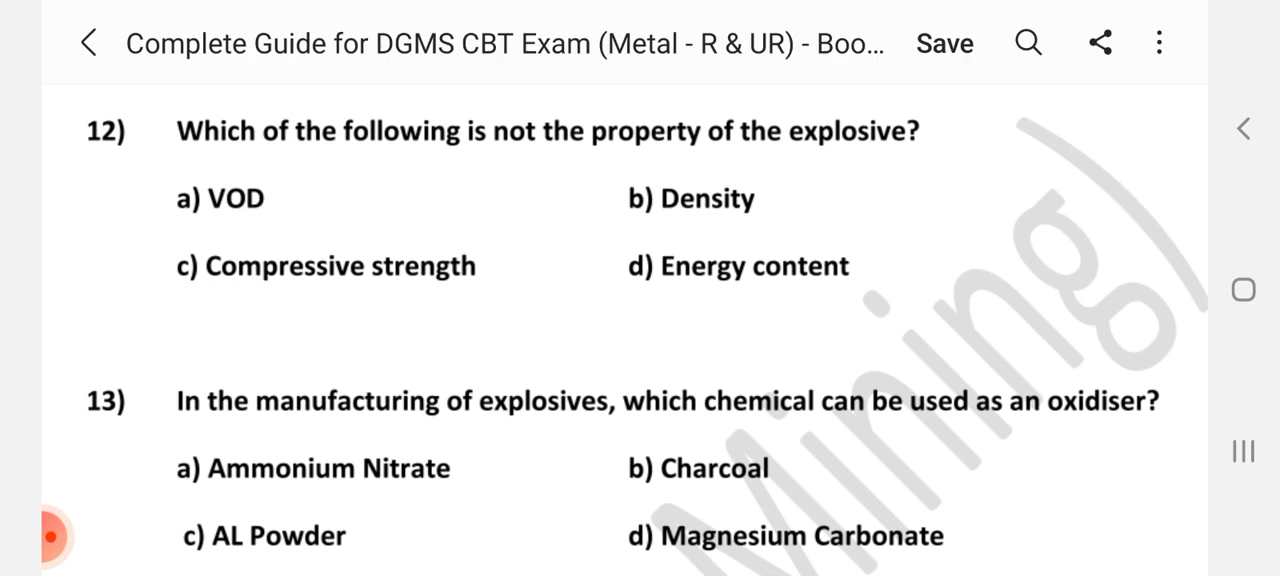 Complete Guide for DGMS CBT Exam (Metal - R & UR) - Boo... Save
12) Which of the following is not the property of the explosive?
a) VOD b) Density
c) Compressive strength d) Energy content
Mining)
13) In the manufacturing of explosives, which chemical can be used as an oxidiser?
a) Ammonium Nitrate b) Charcoal
c) AL Powder d) Magnesium Carbonate